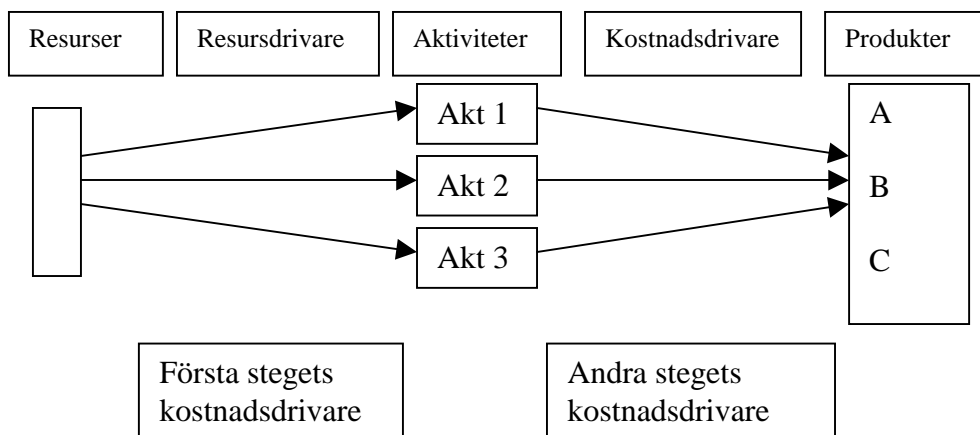 Resurser
Resursdrivare
Aktiviteter
Kostnadsdrivare
Produkter
Akt 1
A
Akt 2
B
Akt 3
C
Första stegets
kostnadsdrivare
Andra stegets
kostnadsdrivare